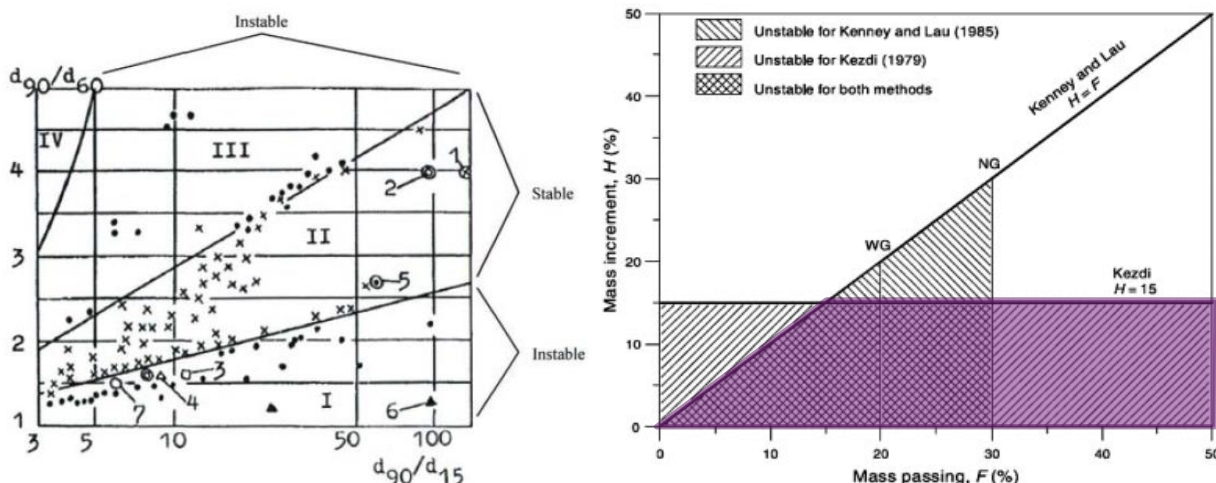 Instable
d90/d60
IV
III
4
1
2
Stable
II
3
5
2
3
4
Instable
7
I
6
1
3
5
10
50
100
d90/d15
50
Unstable for Kenney and Lau (1985)
Unstable for Kezdi (1979)
Unstable for both methods
Kenney and Lau
H = F
40
Mass increment, H (%)
30
NG
20
WG
Kezdi
H = 15
10
0
0
10
20
30
40
50
Mass passing, F (%)